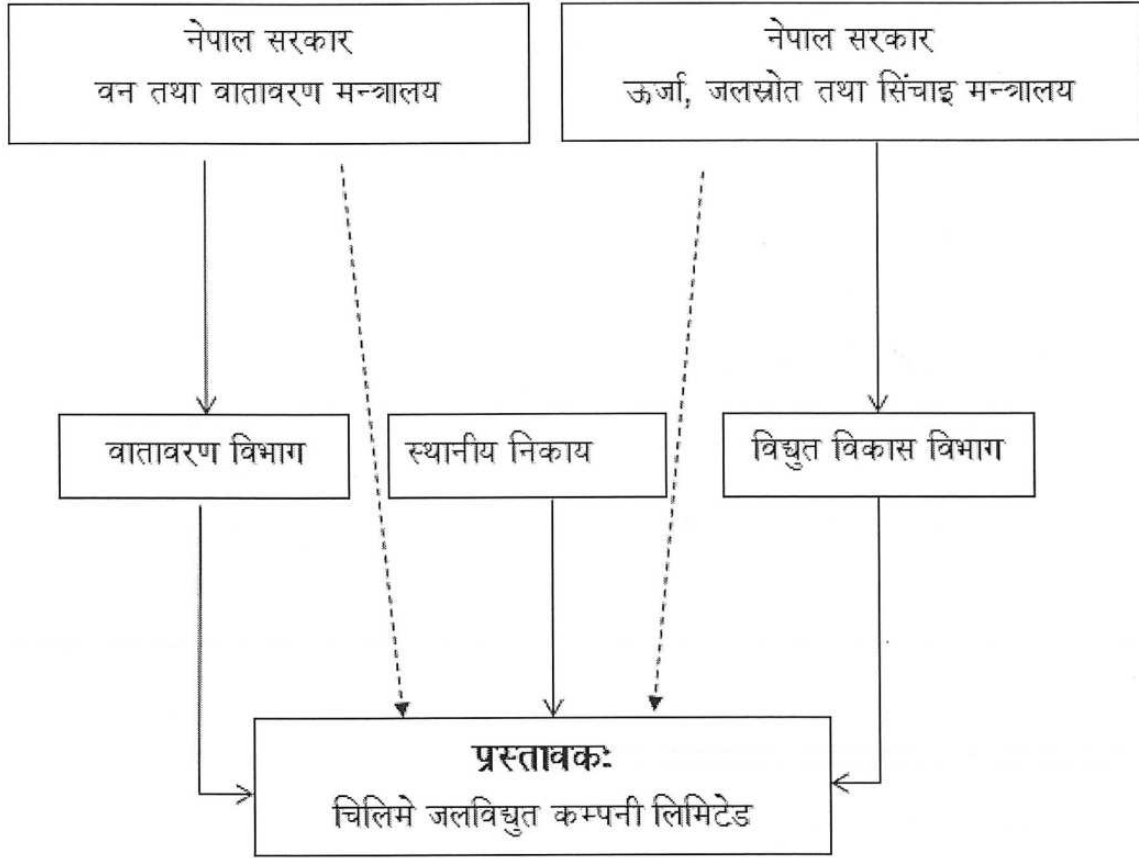 नेपाल सरकार
वन तथा वातावरण मन्त्रालय
नेपाल सरकार
ऊर्जा, जलस्रोत तथा सिंचाइ मन्त्रालय
वातावरण विभाग
स्थानीय निकाय
विद्युत विकास विभाग
प्रस्तावक:
चिलिमे जलविद्युत कम्पनी लिमिटेड